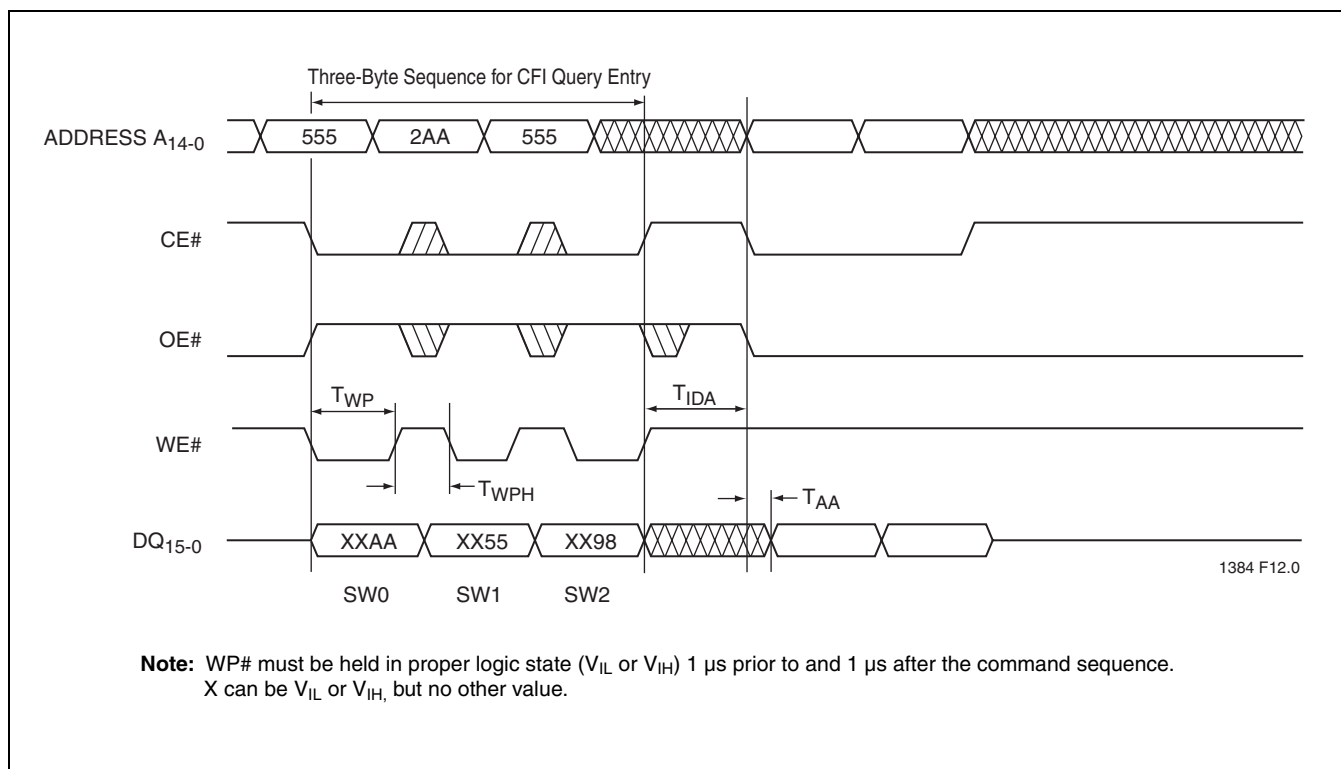 Three-Byte Sequence for CFI Query Entry
ADDRESS A14-0
555
2AA
555
CE#
OE#
TWP
TIDA
WE#
TWPH
TAA
DQ15-0
XXAA
XX55
XX98
1384 F12.0
SW0
SW1
SW2
Note: WP# must be held in proper logic state (VIL or VIH) 1 µs prior to and 1 µs after the command sequence.
X can be VIL or VIH, but no other value.